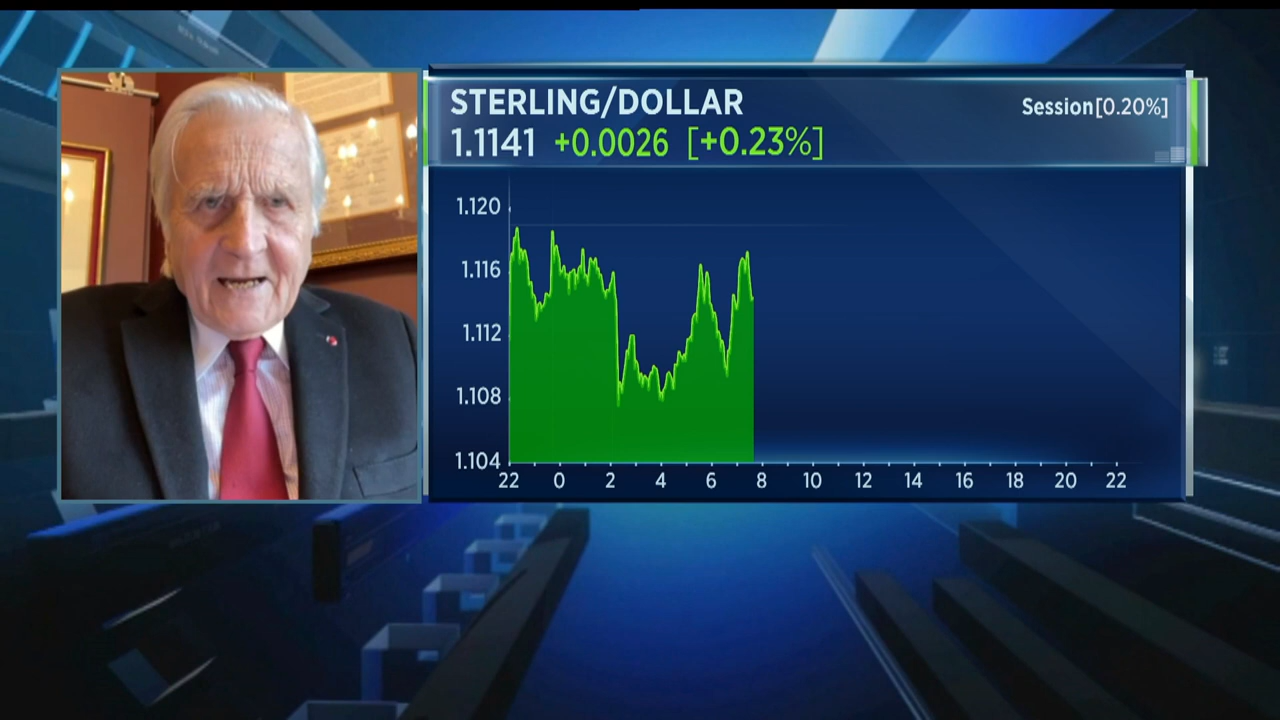 STERLING/DOLLAR
Session[0.20%]
1.1141 +0.0026 [+0.23%]
1.120
1.116
1.112
1.108
1.104
22 0 2 4 6 8 10 12 14 16 18 20 22